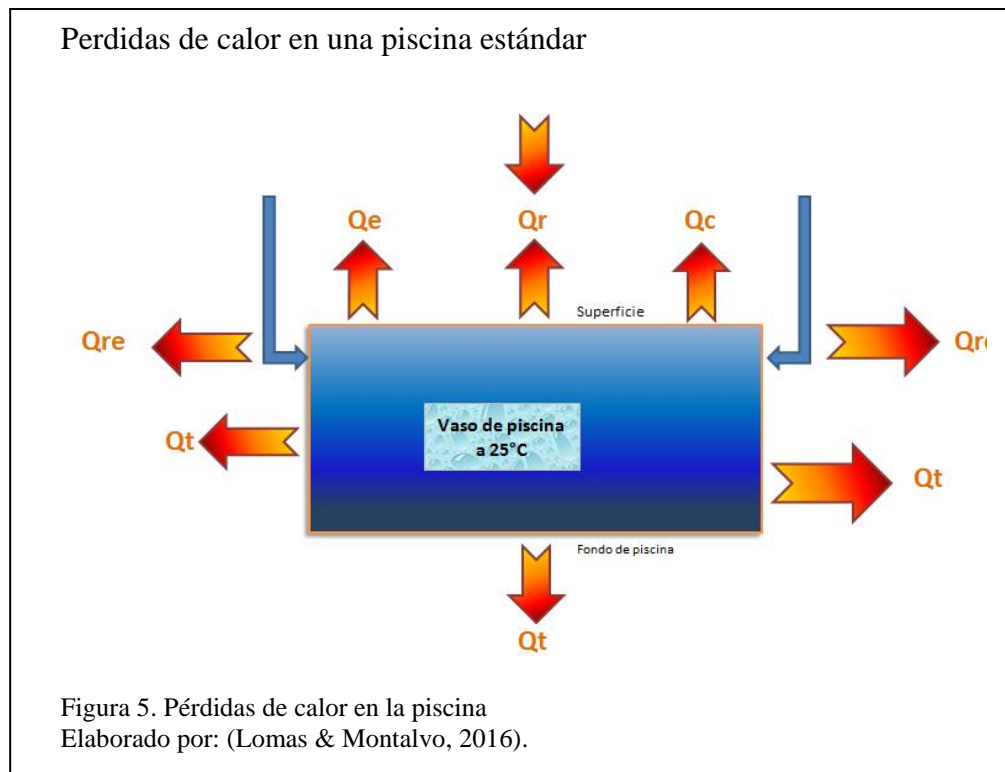 Perdidas de calor en una piscina estándar
Qe
Qr
Qc
Superficie
Qre
Qre
Vaso de piscina
a 25°C
Qt
Qt
Fondo de piscina
Qt
Figura 5. Pérdidas de calor en la piscina
Elaborado por: (Lomas & Montalvo, 2016).